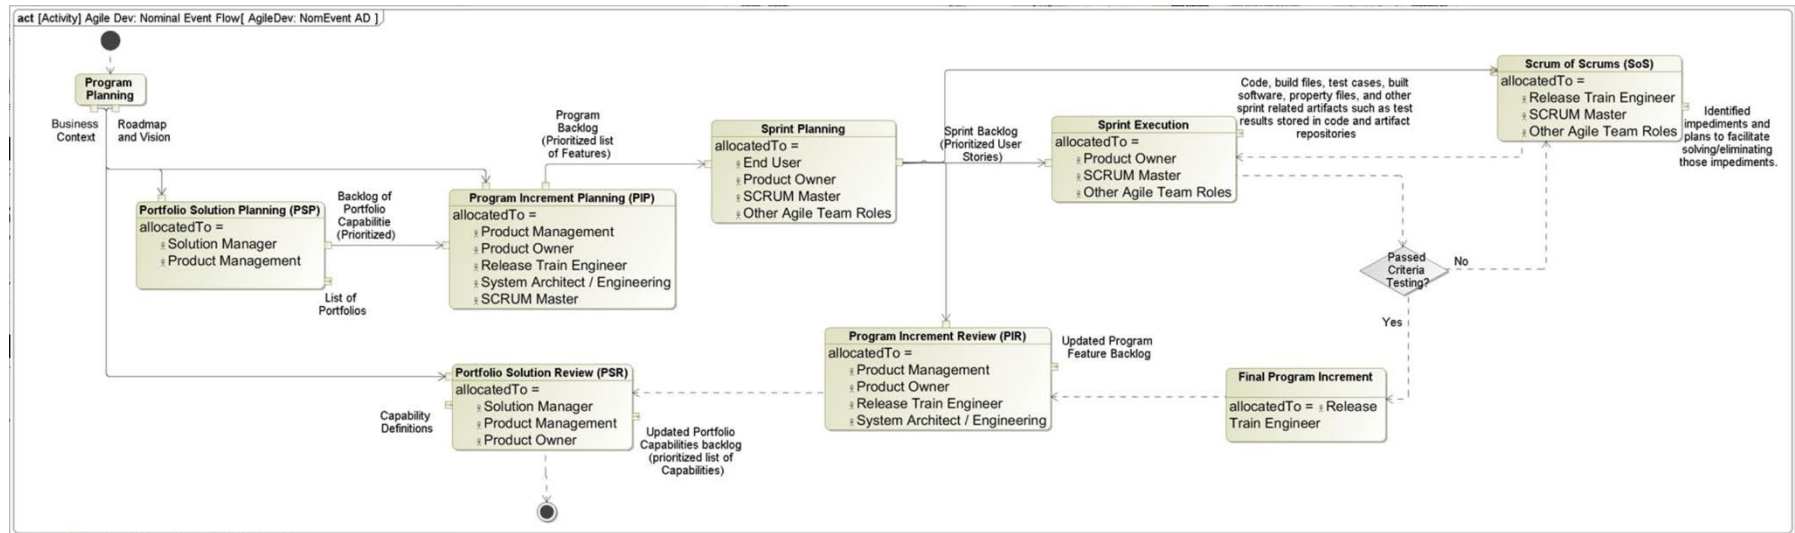 act [Activity] Agile Dev: Nominal Event Flow[ AgileDev: NomEvent AD ]
Program
Planning
Business
Context
Roadmap
and Vision
Portfolio Solution Planning (PSP)
allocatedTo =
Solution Manager
Product Management
List of
Portfolios
Backlog of
Portfolio
Capabilitie
(Prioritized)
Program Increment Planning (PIP)
allocatedTo =
Product Management
Product Owner
Release Train Engineer
System Architect / Engineering
SCRUM Master
Program
Backlog
(Prioritized list
of Features)
Sprint Planning
allocatedTo =
End User
Product Owner
SCRUM Master
Other Agile Team Roles
Sprint Backlog
(Prioritized User
Stories)
Sprint Execution
allocatedTo =
Product Owner
SCRUM Master
Other Agile Team Roles
Code, build files, test cases, built
software, property files, and other
sprint related artifacts such as test
results stored in code and artifact
repositories
Scrum of Scrums (SoS)
allocatedTo =
Release Train Engineer
SCRUM Master
Other Agile Team Roles
Identified
impediments and
plans to facilitate
solving/eliminating
those impediments.
Passed
Criteria
Testing?
No
Yes
Final Program Increment
allocatedTo = Release
Train Engineer
Program Increment Review (PIR)
allocatedTo =
Product Management
Product Owner
Release Train Engineer
System Architect / Engineering
Updated Program
Feature Backlog
Portfolio Solution Review (PSR)
allocatedTo =
Solution Manager
Product Management
Product Owner
Capability
Definitions
Updated Portfolio
Capabilities backlog
(prioritized list of
Capabilities)